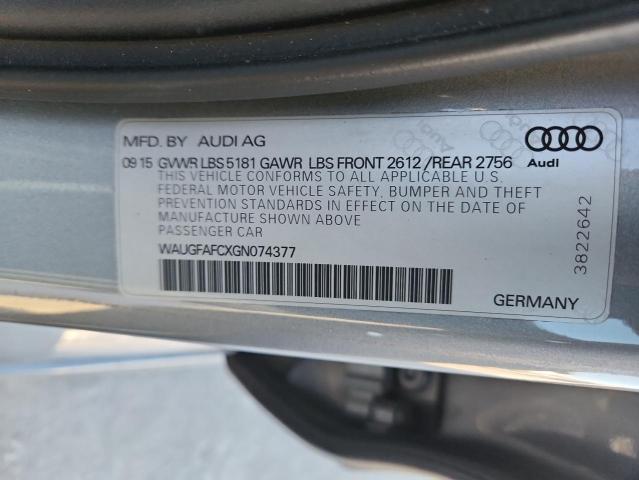 MFD. BY AUDI AG
09 15 GVWR LBS 5181 GAWR LBS FRONT 2612 /REAR 2756
THIS VEHICLE CONFORMS TO ALL APPLICABLE U.S.
FEDERAL MOTOR VEHICLE SAFETY, BUMPER AND THEFT
PREVENTION STANDARDS IN EFFECT ON THE DATE OF
MANUFACTURE SHOWN ABOVE
PASSENGER CAR
WAUGFAFCXGN074377
Audi
3822642
GERMANY